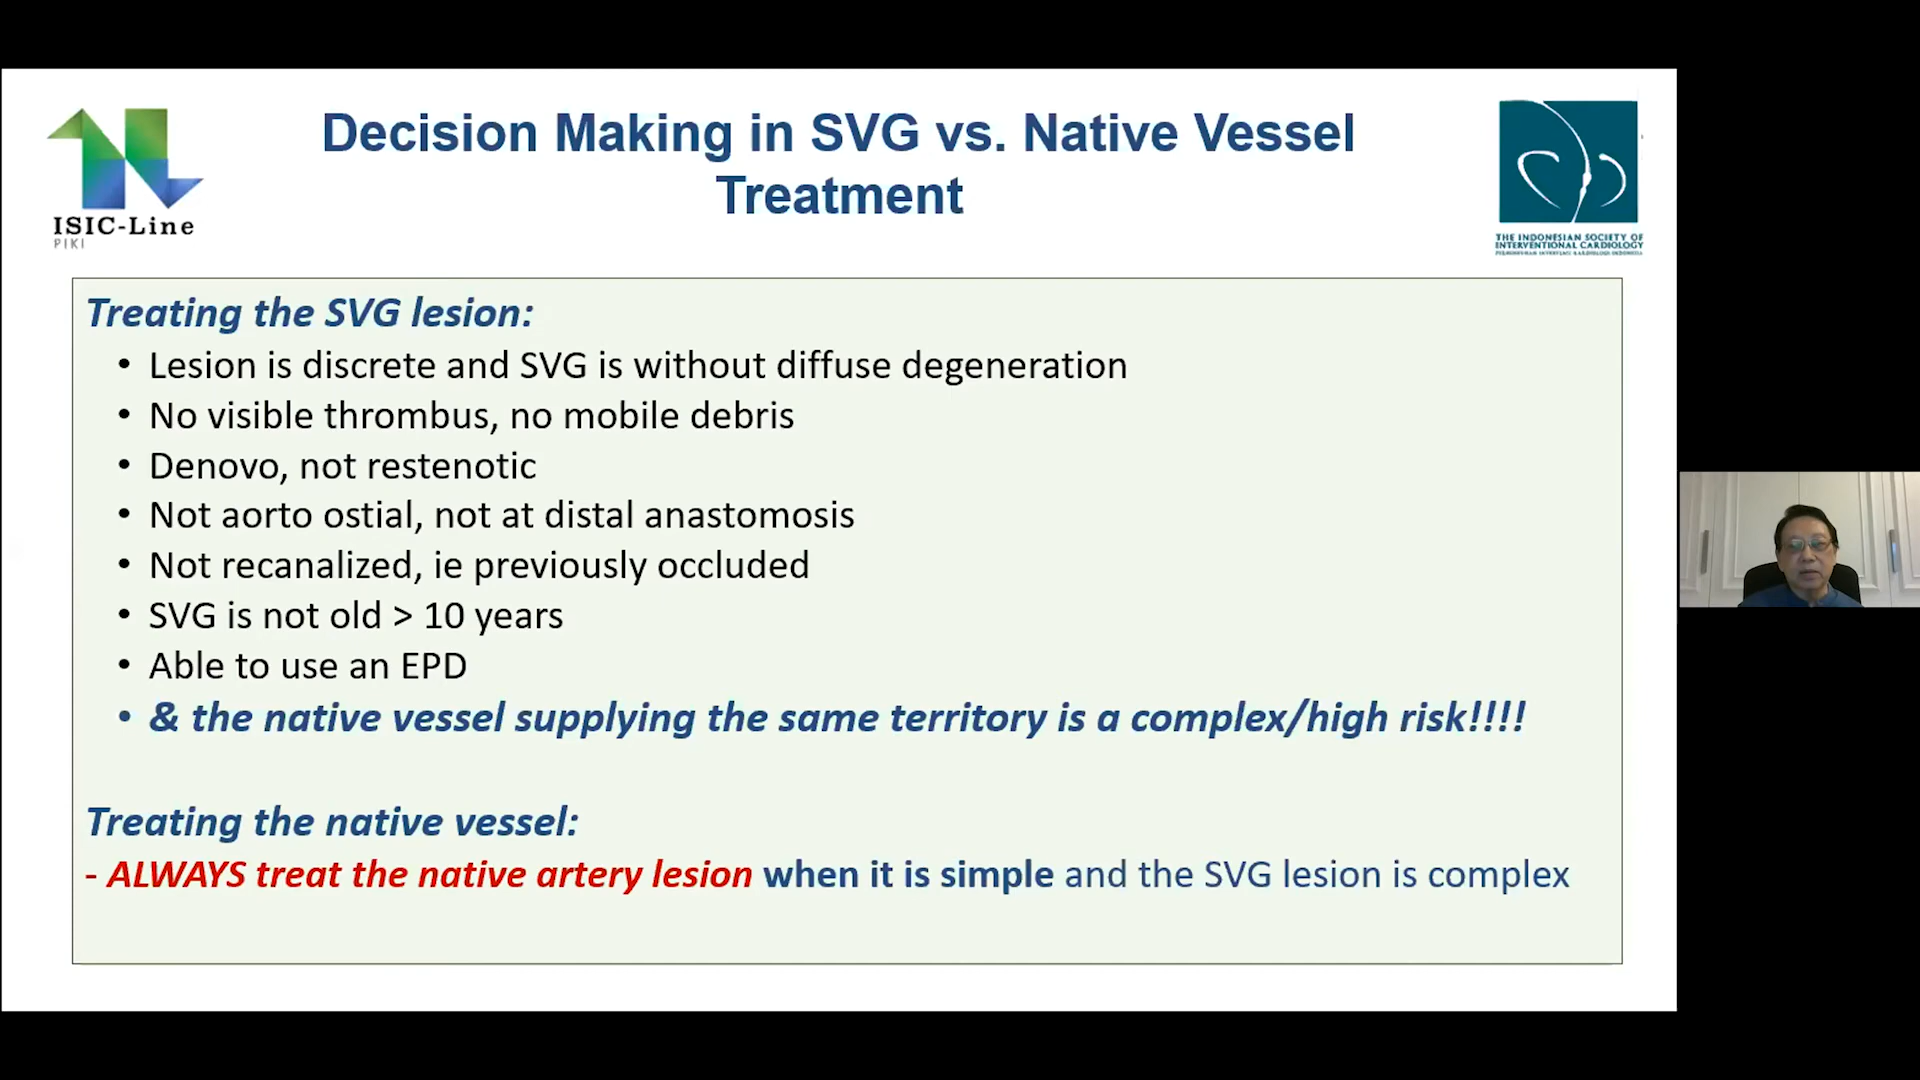 Decision Making in SVG vs. Native Vessel
Treatment
ISIC-Line
PIKI
THE INDONESIAN SOCIETY OF
INTERVENTIONAL CARDIOLOGY
Treating the SVG lesion:
• Lesion is discrete and SVG is without diffuse degeneration
• No visible thrombus, no mobile debris
• Denovo, not restenotic
• Not aorto ostial, not at distal anastomosis
• Not recanalized, ie previously occluded
• SVG is not old > 10 years
• Able to use an EPD
• & the native vessel supplying the same territory is a complex/high risk!!!!
Treating the native vessel:
- ALWAYS treat the native artery lesion when it is simple and the SVG lesion is complex